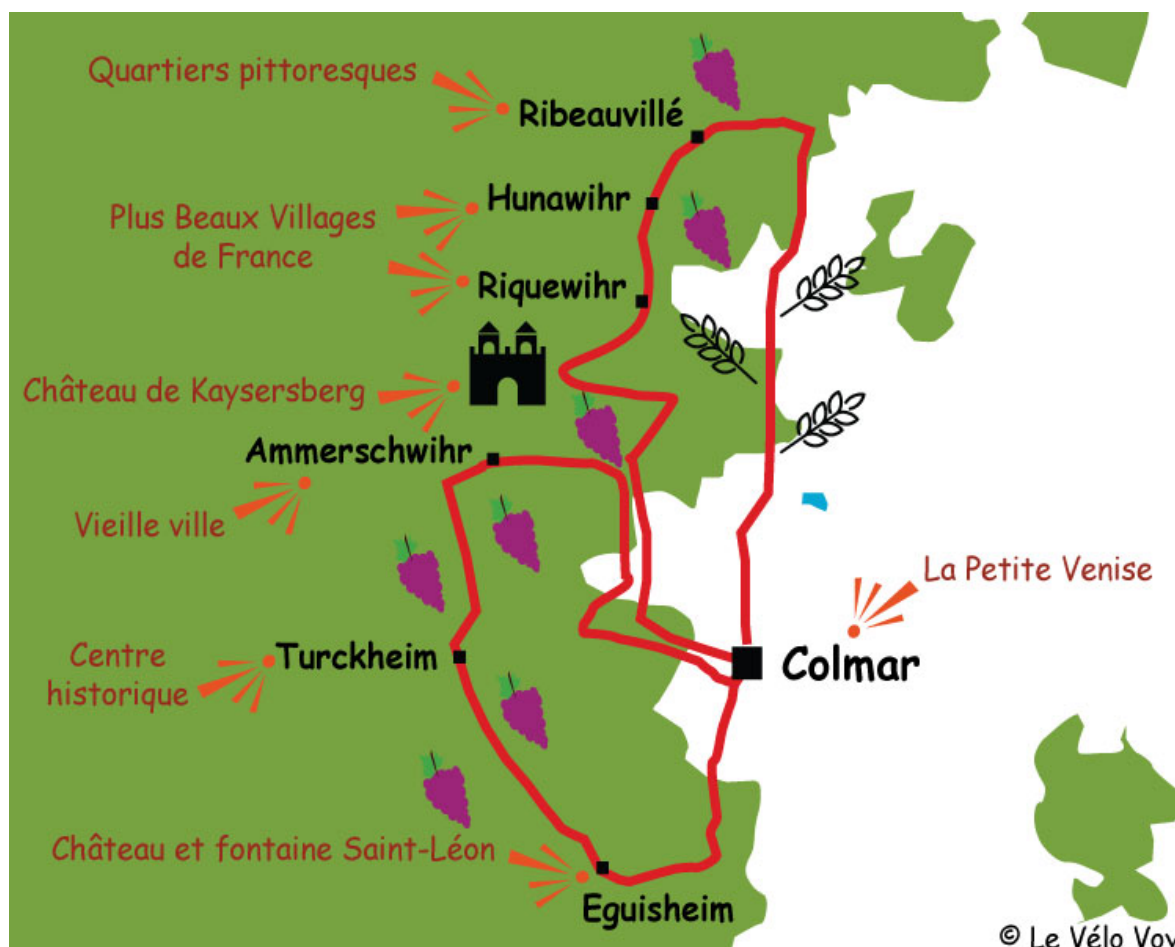 Quartiers pittoresques
Ribeauvillé
Hunawihr
Plus Beaux Villages
de France
Riquewihr
Château de Kaysersberg
Ammerschwihr
Vieille ville
La Petite Venise
Centre
historique
Turckheim
Colmar
Château et fontaine Saint-Léon
Eguisheim
© Le Vélo Voy